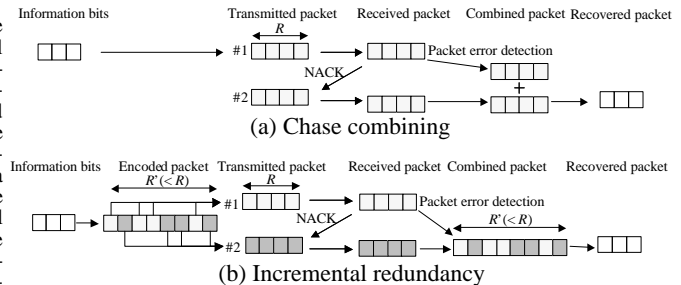 Information bits Transmitted packet Received packet Combined packet Recovered packet
R
#1
Packet error detection
NACK
#2
+
(a) Chase combining
Information bits Encoded packet Transmitted packet Received packet Combined packet Recovered packet
R'(<R) R
#1
Packet error detection
NACK
R'(<R)
#2
(b) Incremental redundancy